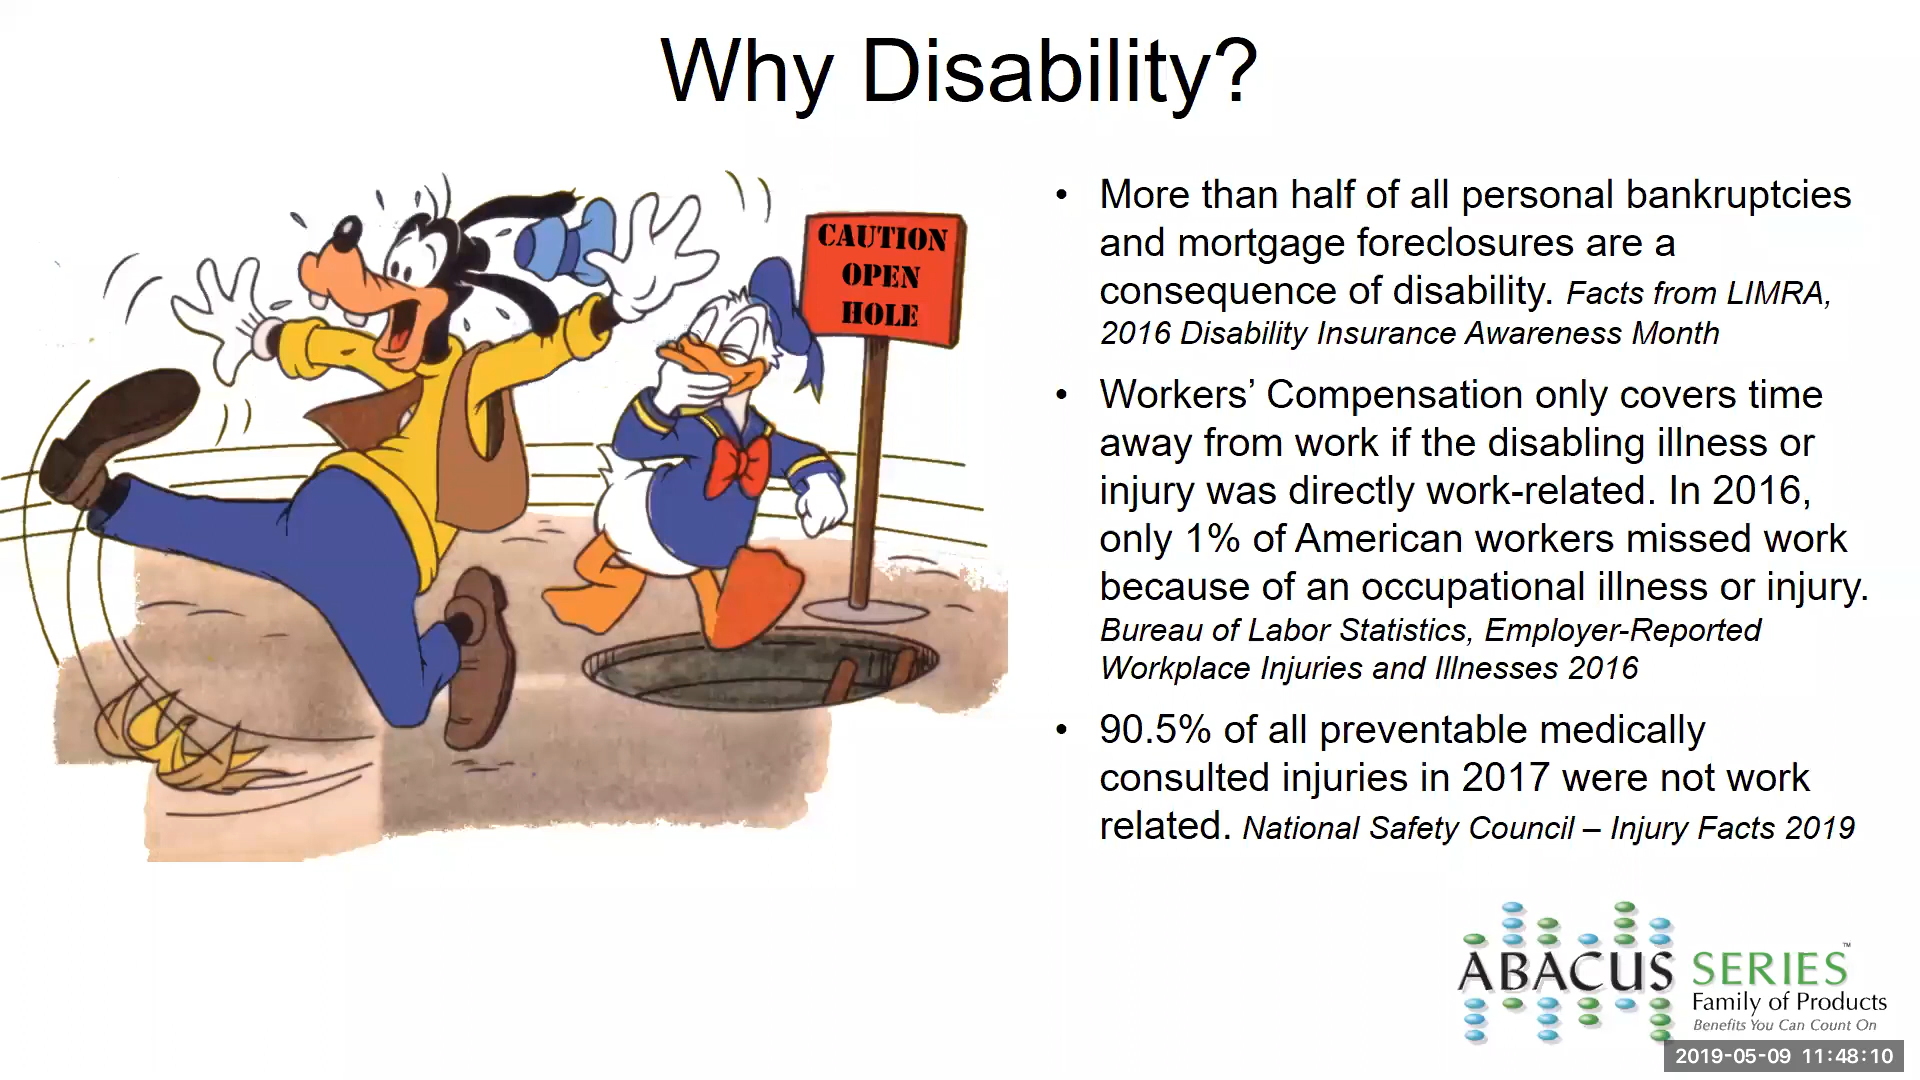 Why Disability?
CAUTION
OPEN
HOLE
• More than half of all personal bankruptcies
and mortgage foreclosures are a
consequence of disability. Facts from LIMRA,
2016 Disability Insurance Awareness Month
• Workers’ Compensation only covers time
away from work if the disabling illness or
injury was directly work-related. In 2016,
only 1% of American workers missed work
because of an occupational illness or injury.
Bureau of Labor Statistics, Employer-Reported
Workplace Injuries and Illnesses 2016
• 90.5% of all preventable medically
consulted injuries in 2017 were not work
related. National Safety Council – Injury Facts 2019
ABACUS SERIES™
Family of Products
Benefits You Can Count On
2019-05-09 11:48:10